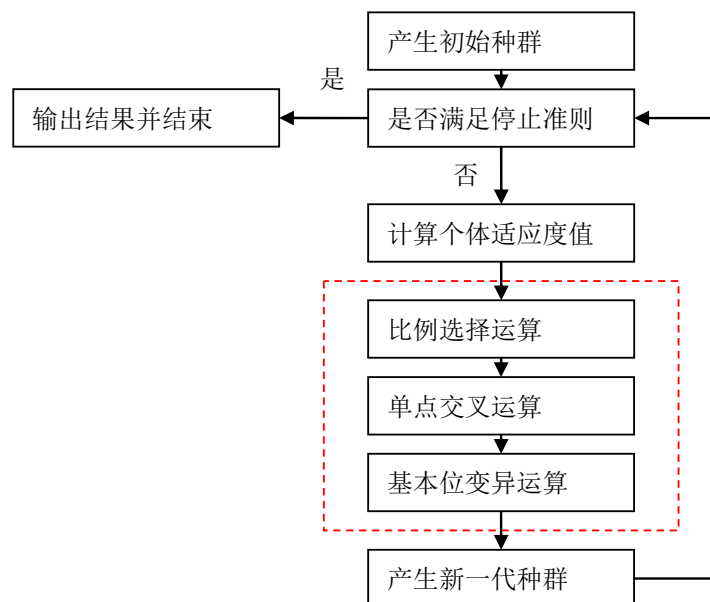 产生初始种群
是
输出结果并结束
是否满足停止准则
否
计算个体适应度值
比例选择运算
单点交叉运算
基本位变异运算
产生新一代种群